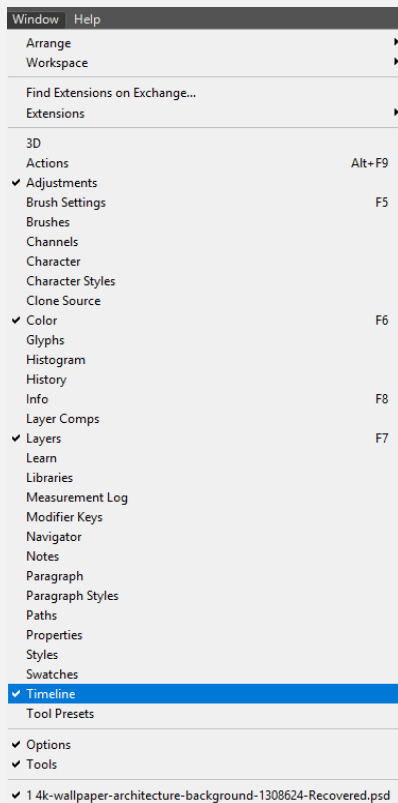 Window Help
Arrange
Workspace
Find Extensions on Exchange...
Extensions
3D
Actions Alt+F9
Adjustments
Brush Settings F5
Brushes
Channels
Character
Character Styles
Clone Source
Color F6
Glyphs
Histogram
History
Info F8
Layer Comps
Layers F7
Learn
Libraries
Measurement Log
Modifier Keys
Navigator
Notes
Paragraph
Paragraph Styles
Paths
Properties
Styles
Swatches
Timeline
Tool Presets
Options
Tools
1 4k-wallpaper-architecture-background-1308624-Recovered.psd